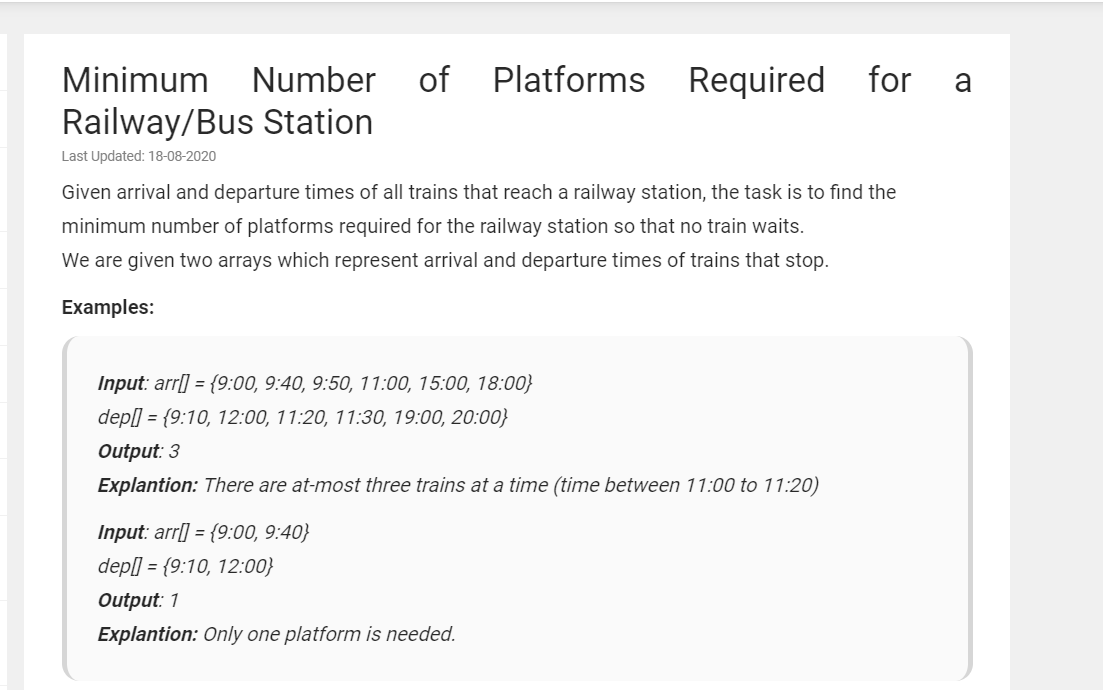 Minimum Number of Platforms Required for a
Railway/Bus Station
Last Updated: 18-08-2020
Given arrival and departure times of all trains that reach a railway station, the task is to find the
minimum number of platforms required for the railway station so that no train waits.
We are given two arrays which represent arrival and departure times of trains that stop.
Examples:
Input: arr[] = {9:00, 9:40, 9:50, 11:00, 15:00, 18:00}
dep[] = {9:10, 12:00, 11:20, 11:30, 19:00, 20:00}
Output: 3
Explantion: There are at-most three trains at a time (time between 11:00 to 11:20)
Input: arr[] = {9:00, 9:40}
dep[] = {9:10, 12:00}
Output: 1
Explantion: Only one platform is needed.